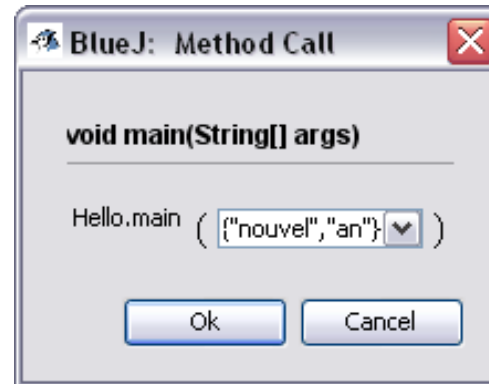 BlueJ: Method Call
void main(String[] args)
Hello.main ( {"nouvel","an"} )
Ok Cancel